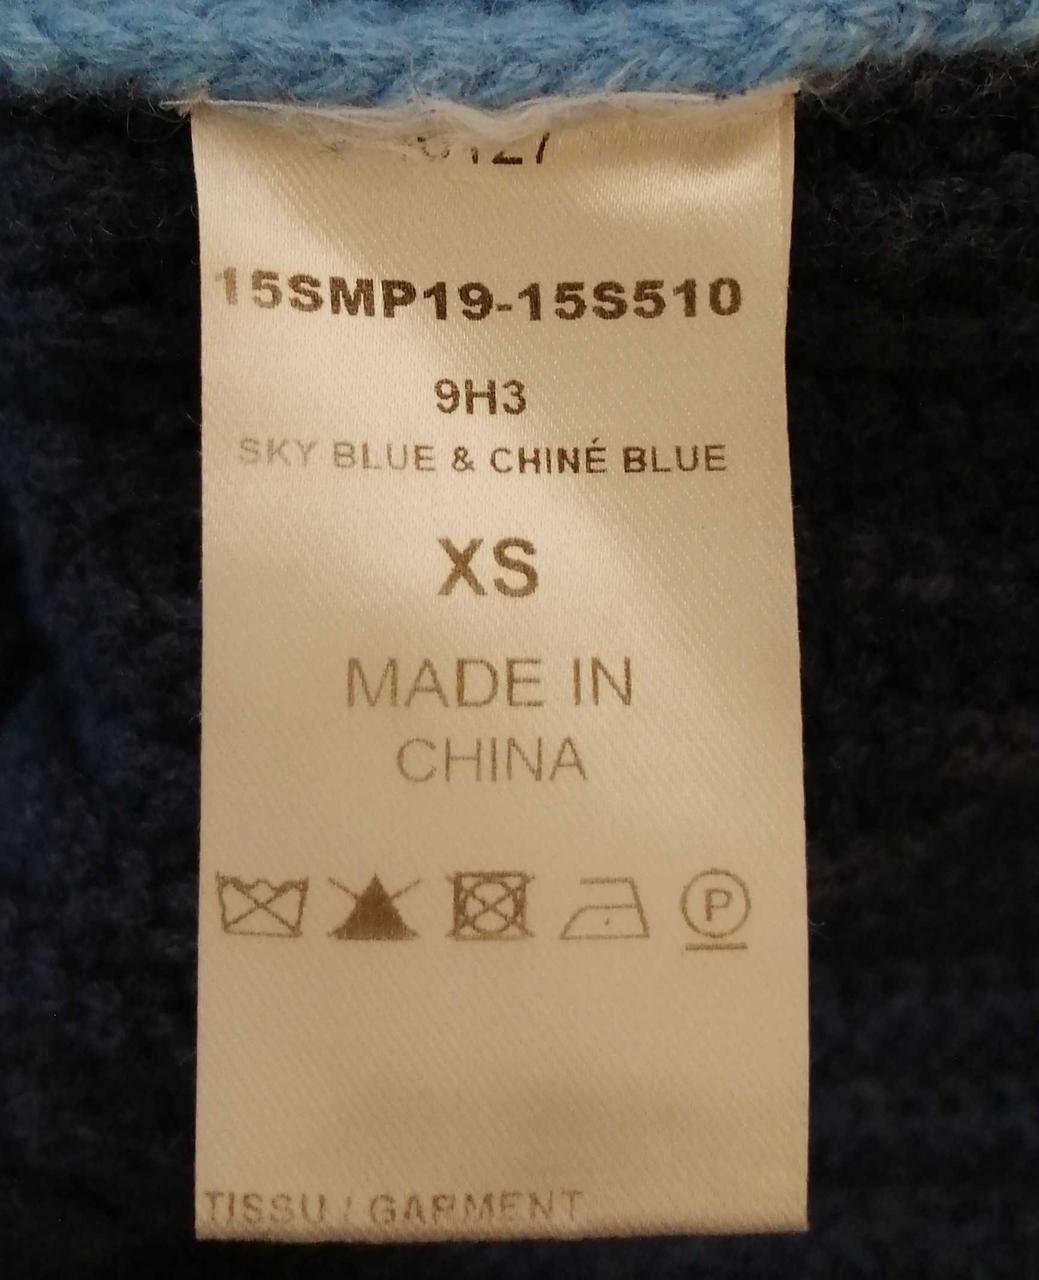 15SMP19-15S510
9H3
SKY BLUE & CHINÉ BLUE
XS
MADE IN
CHINA
P
TISSU / GARMENT